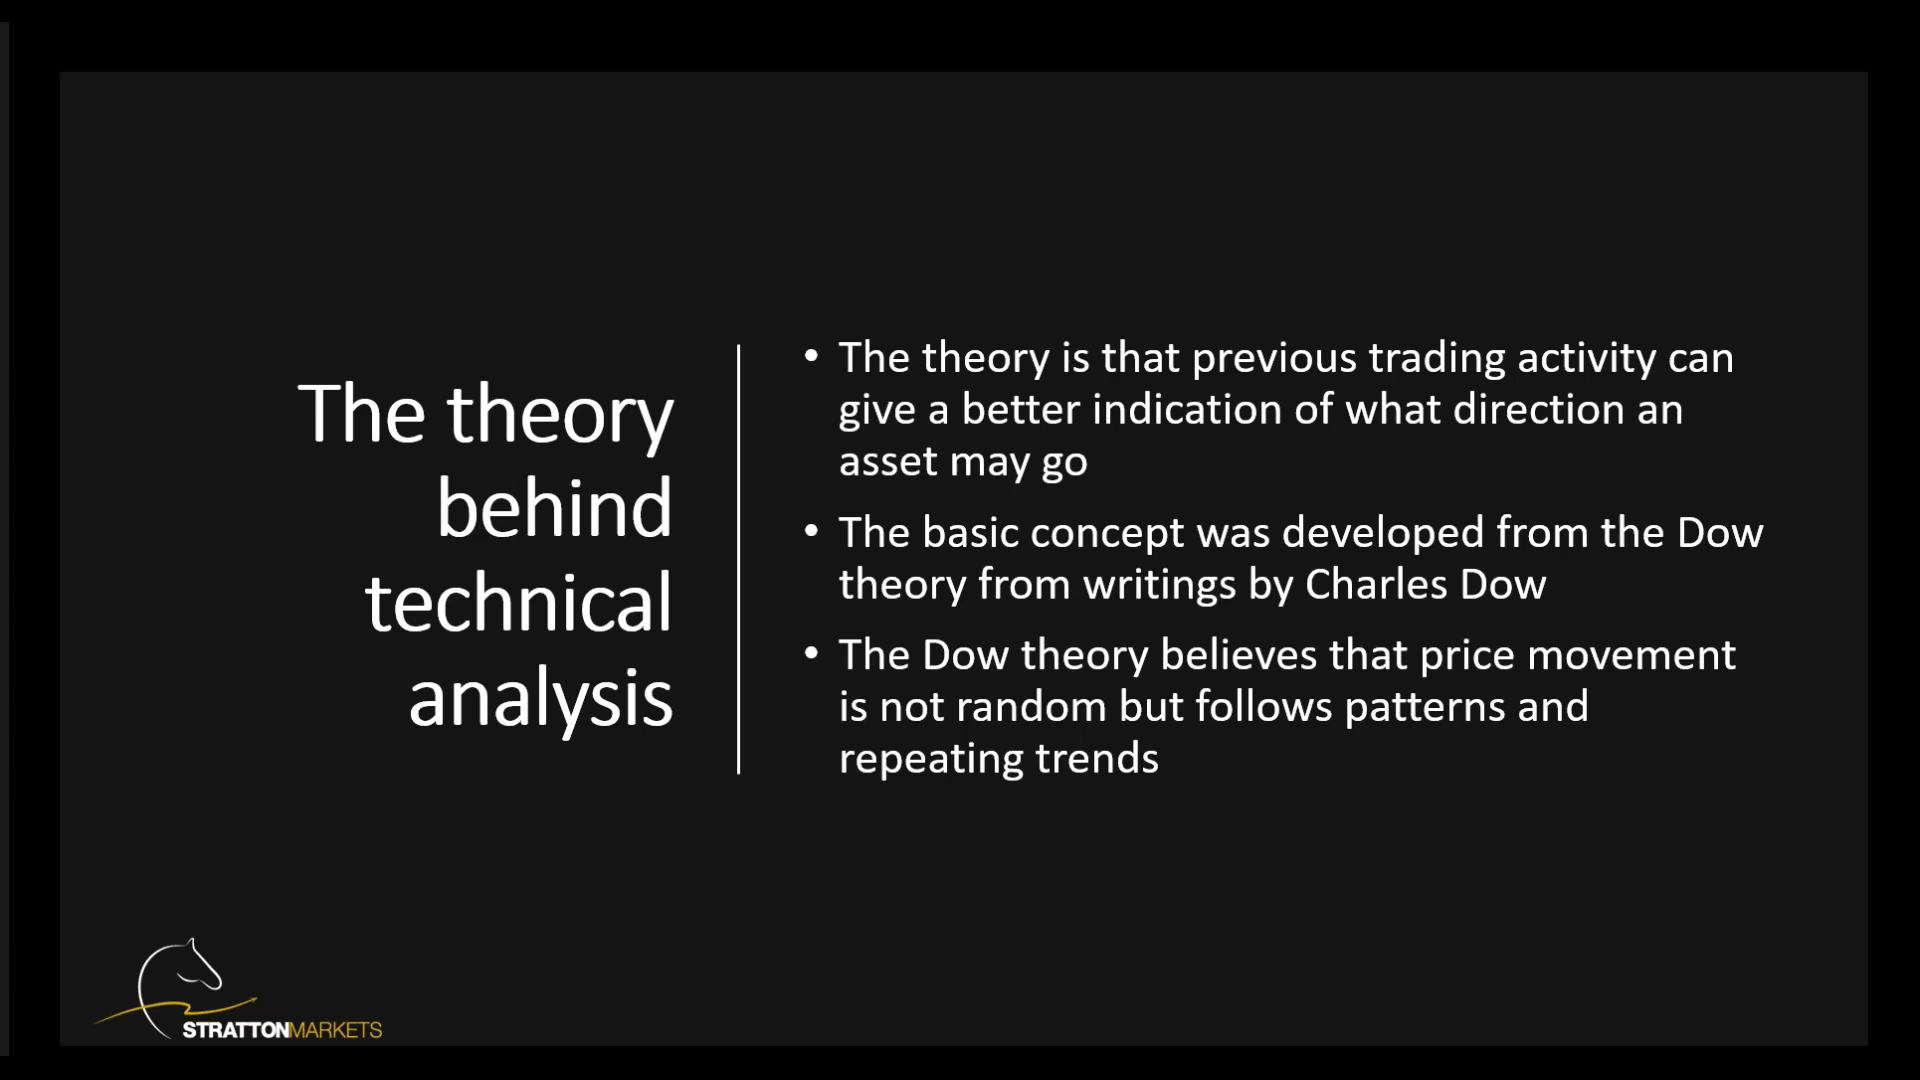 The theory
behind
technical
analysis
• The theory is that previous trading activity can
give a better indication of what direction an
asset may go
• The basic concept was developed from the Dow
theory from writings by Charles Dow
• The Dow theory believes that price movement
is not random but follows patterns and
repeating trends
STRATTONMARKETS